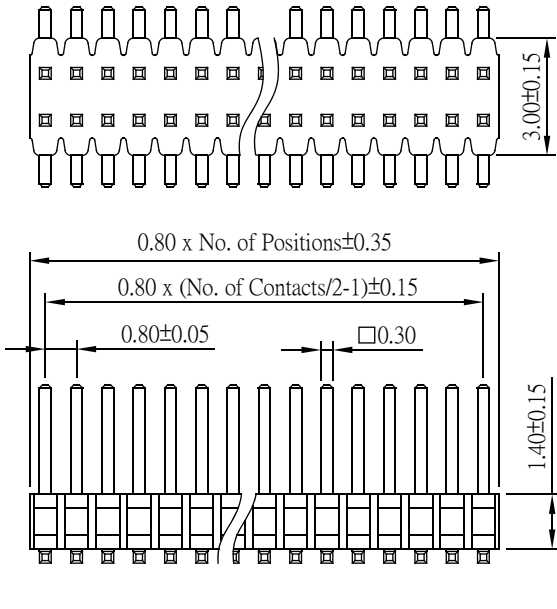 3.00±0.15
0.80 x No. of Positions±0.35
0.80 x (No. of Contacts/2-1)±0.15
0.80±0.05
□0.30
1.40±0.15